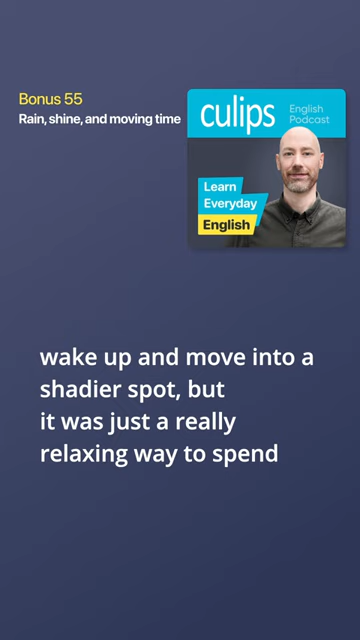 Bonus 55
Rain, shine, and moving time
culips
English
Podcast
Learn
Everyday
English
wake up and move into a
shadier spot, but
it was just a really
relaxing way to spend